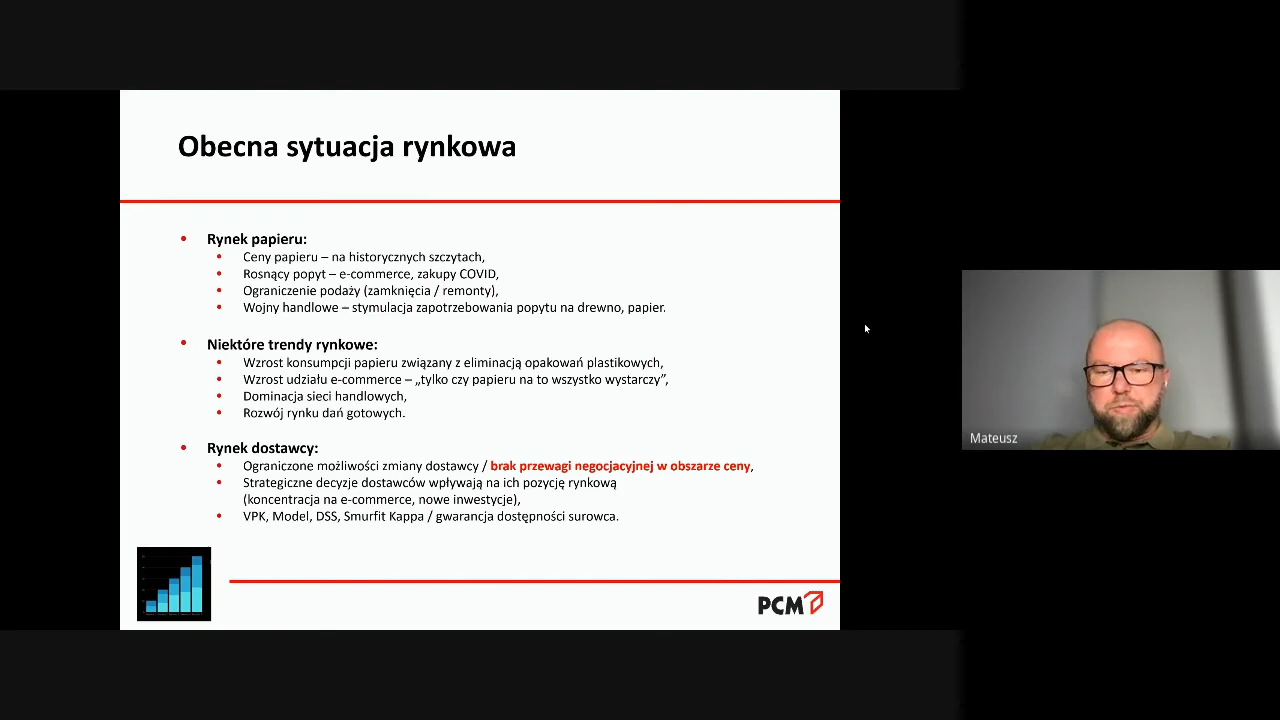 Obecna sytuacja rynkowa
Rynek papieru:
Ceny papieru – na historycznych szczytach,
Rosnący popyt – e-commerce, zakupy COVID,
Ograniczenie podaży (zamknięcia / remonty),
Wojny handlowe – stymulacja zapotrzebowania popytu na drewno, papier.
Niektóre trendy rynkowe:
Wzrost konsumpcji papieru związany z eliminacją opakowań plastikowych,
Wzrost udziału e-commerce – „tylko czy papieru na to wszystko wystarczy”,
Dominacja sieci handlowych,
Rozwój rynku dań gotowych.
Rynek dostawcy:
Ograniczone możliwości zmiany dostawcy / brak przewagi negocjacyjnej w obszarze ceny,
Strategiczne decyzje dostawców wpływają na ich pozycję rynkową
(koncentracja na e-commerce, nowe inwestycje),
VPK, Model, DSS, Smurfit Kappa / gwarancja dostępności surowca.
PCM
Mateusz